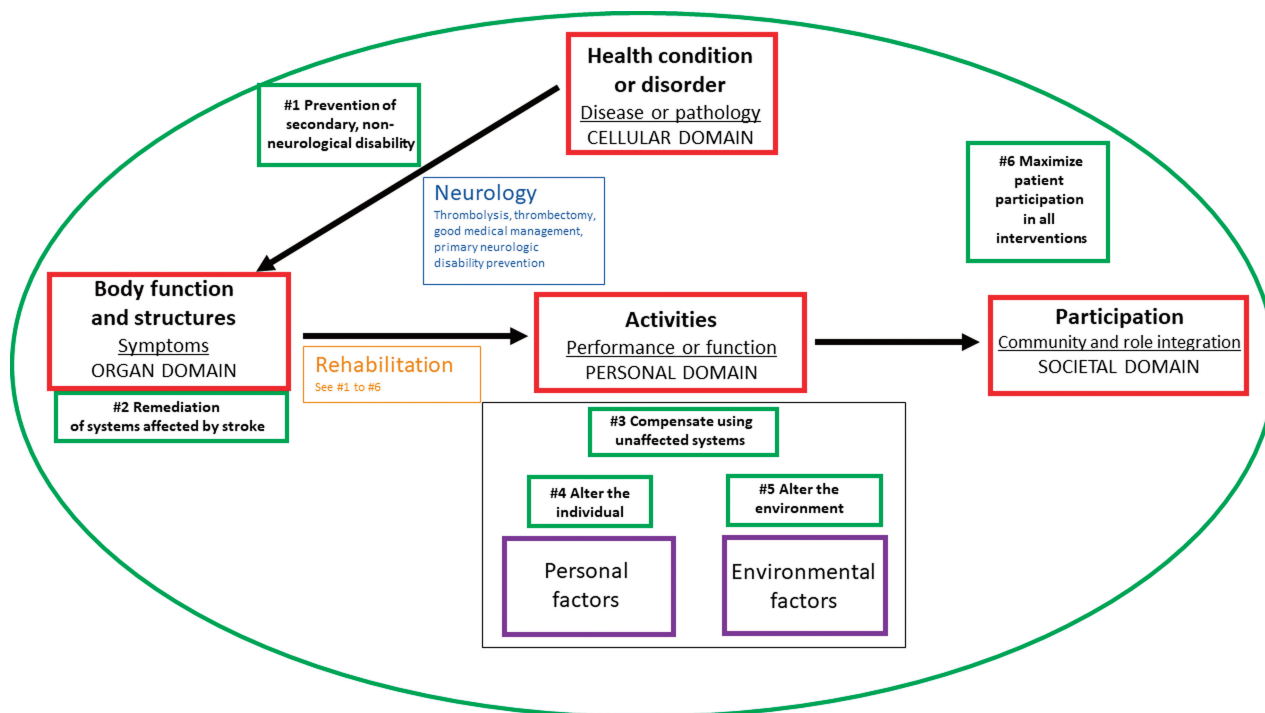 Health condition
or disorder
Disease or pathology
CELLULAR DOMAIN
#1 Prevention of
secondary, non-
neurological disability
#6 Maximize
patient
participation
in all
interventions
Neurology
Thrombolysis, thrombectomy,
good medical management,
primary neurologic
disability prevention
Body function
and structures
Symptoms
ORGAN DOMAIN
Activities
Performance or function
PERSONAL DOMAIN
Participation
Community and role integration
SOCIETAL DOMAIN
Rehabilitation
See #1 to #6
#2 Remediation
of systems affected by stroke
#3 Compensate using
unaffected systems
#4 Alter the
individual
#5 Alter the
environment
Personal
factors
Environmental
factors